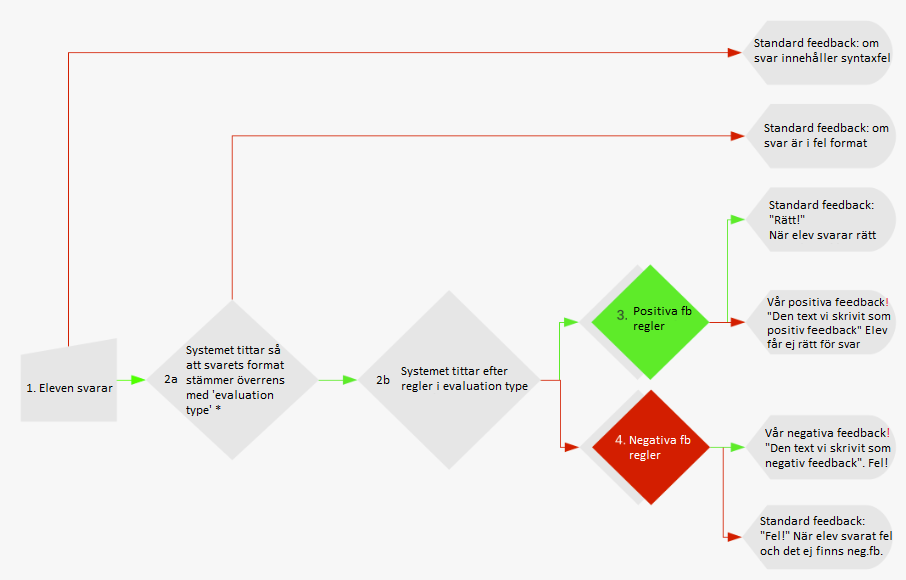 Standard feedback: om
svar innehåller syntaxfel
Standard feedback: om
svar är i fel format
Standard feedback:
"Rätt!"
När elev svarar rätt
Vår positiva feedback!
"Den text vi skrivit som
positiv feedback" Elev
får ej rätt för svar
3. Positiva fb
regler
Systemet tittar så
att svarets format
stämmer överrens
med 'evaluation
type' *
2a
1. Eleven svarar
2b
Systemet tittar efter
regler i evaluation type
4. Negativa fb
regler
Vår negativa feedback!
"Den text vi skrivit som
negativ feedback". Fel!
Standard feedback:
"Fel!" När elev svarat fel
och det ej finns neg.fb.